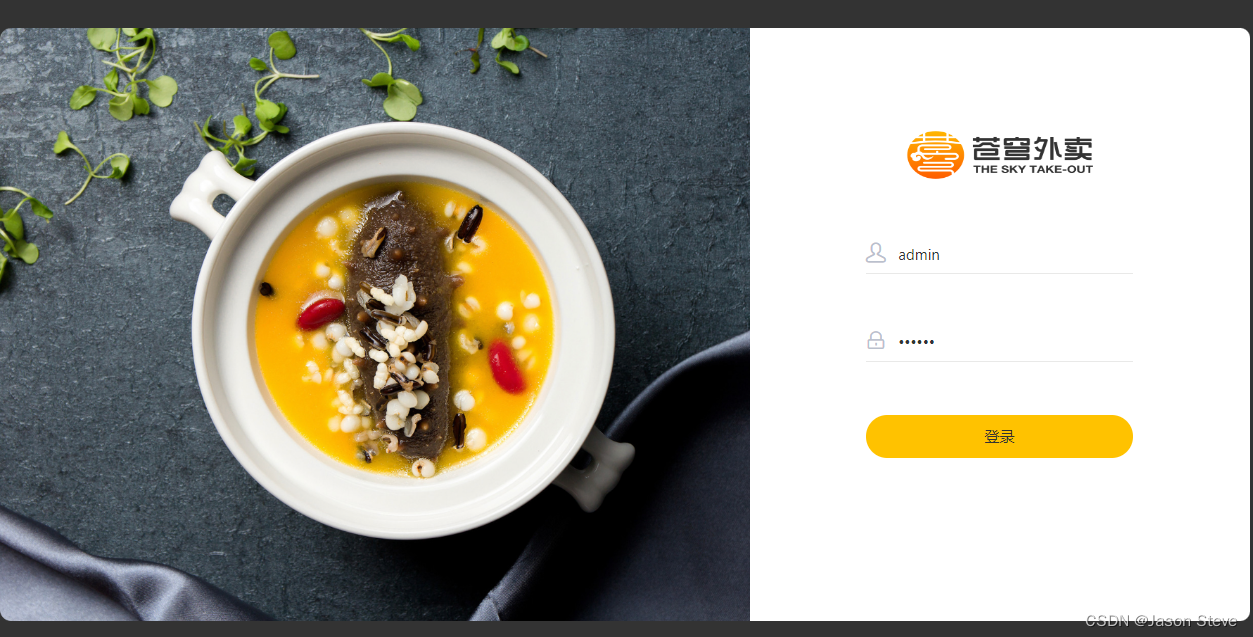 苍穹外卖
THE SKY TAKE-OUT
admin
••••••
登录
CSDN @Jason Steve